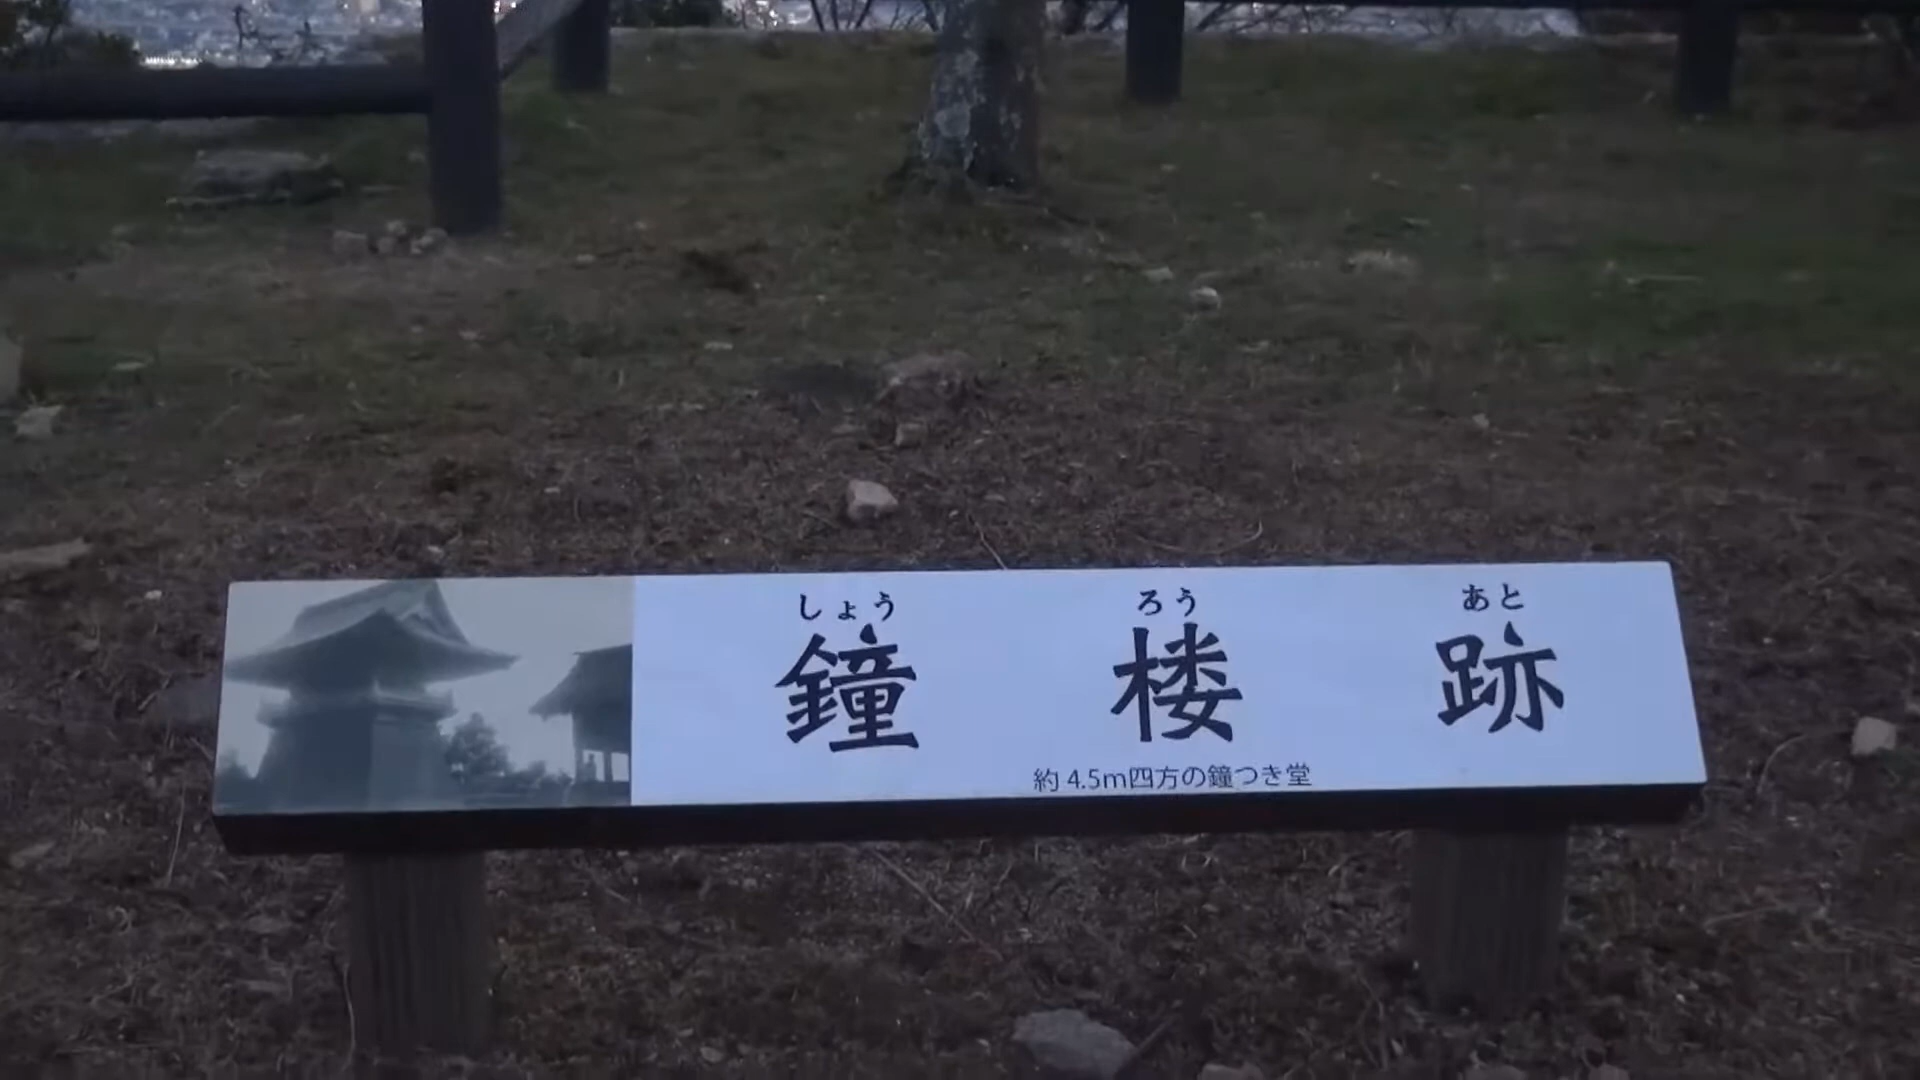 しょう ろう あと
鐘 楼 跡
約 4.5m四方の鐘つき堂